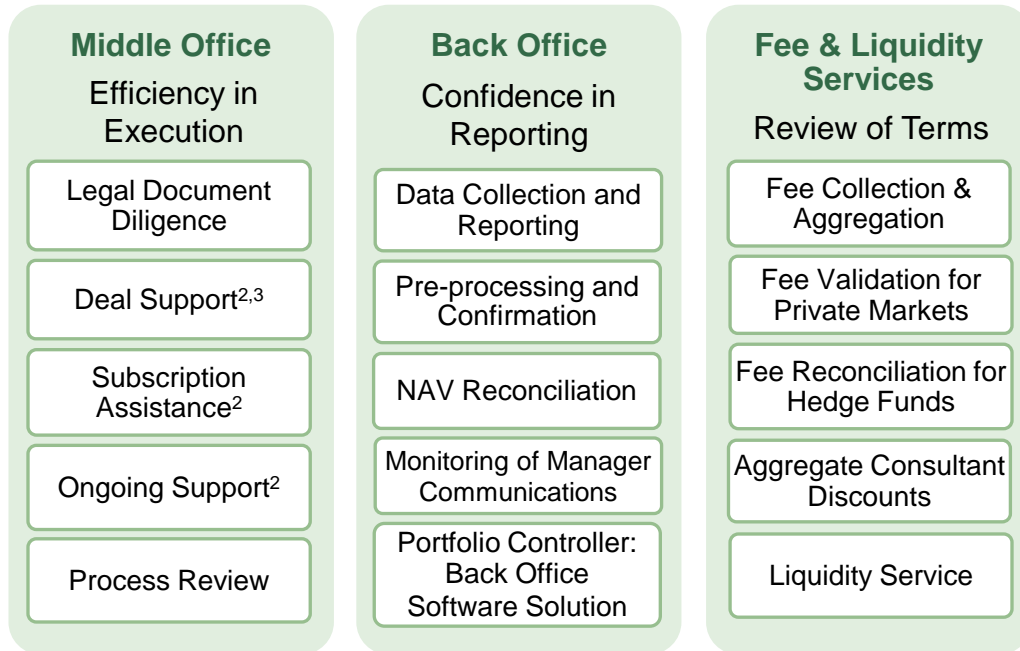 Middle Office
Efficiency in
Execution
Legal Document
Diligence
Deal Support2,3
Subscription
Assistance2
Ongoing Support2
Process Review
Back Office
Confidence in
Reporting
Data Collection and
Reporting
Pre-processing and
Confirmation
NAV Reconciliation
Monitoring of Manager
Communications
Portfolio Controller:
Back Office
Software Solution
Fee & Liquidity
Services
Review of Terms
Fee Collection &
Aggregation
Fee Validation for
Private Markets
Fee Reconciliation for
Hedge Funds
Aggregate Consultant
Discounts
Liquidity Service